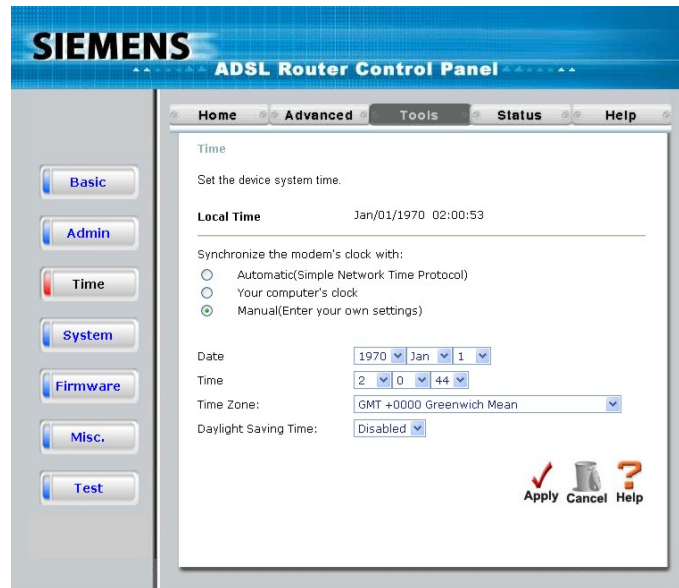 SIEMENS
ADSL Router Control Panel
Home Advanced Tools Status Help
Time
Set the device system time.
Local Time Jan/01/1970 02:00:53
Synchronize the modem's clock with:
Automatic(Simple Network Time Protocol)
Your computer's clock
Manual(Enter your own settings)
Date 1970 Jan 1
Time 2 0 44
Time Zone: GMT +0000 Greenwich Mean
Daylight Saving Time: Disabled
Apply Cancel Help
Basic
Admin
Time
System
Firmware
Misc.
Test